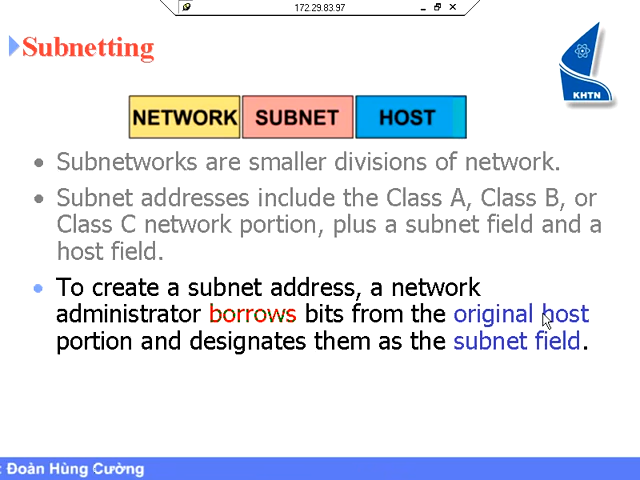 172.29.83.97
Subnetting
KHTN
NETWORK SUBNET HOST
• Subnetworks are smaller divisions of network.
• Subnet addresses include the Class A, Class B, or
Class C network portion, plus a subnet field and a
host field.
• To create a subnet address, a network
administrator borrows bits from the original host
portion and designates them as the subnet field.
: Đoàn Hùng Cường